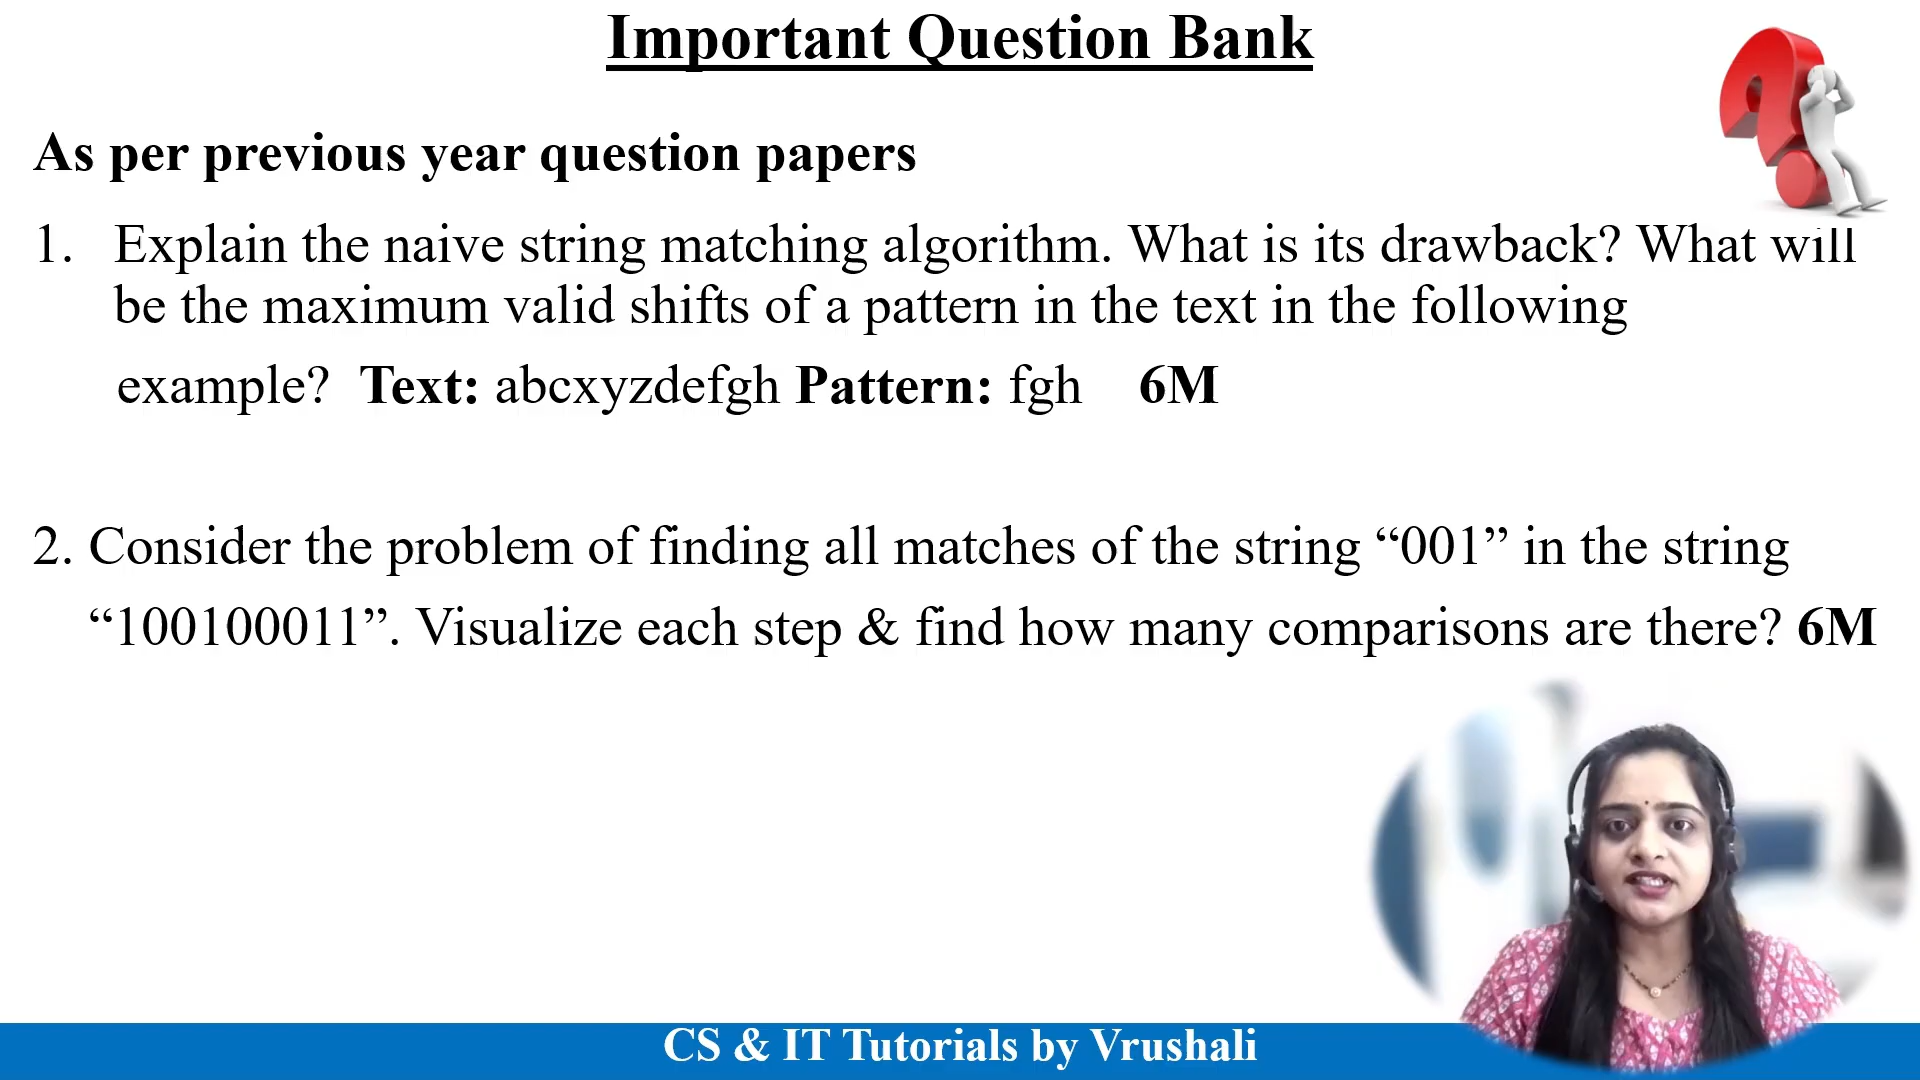 Important Question Bank
As per previous year question papers
1. Explain the naive string matching algorithm. What is its drawback? What will
be the maximum valid shifts of a pattern in the text in the following
example? Text: abcxyzdefgh Pattern: fgh 6M
2. Consider the problem of finding all matches of the string “001” in the string
“100100011”. Visualize each step & find how many comparisons are there? 6M
CS & IT Tutorials by Vrushali